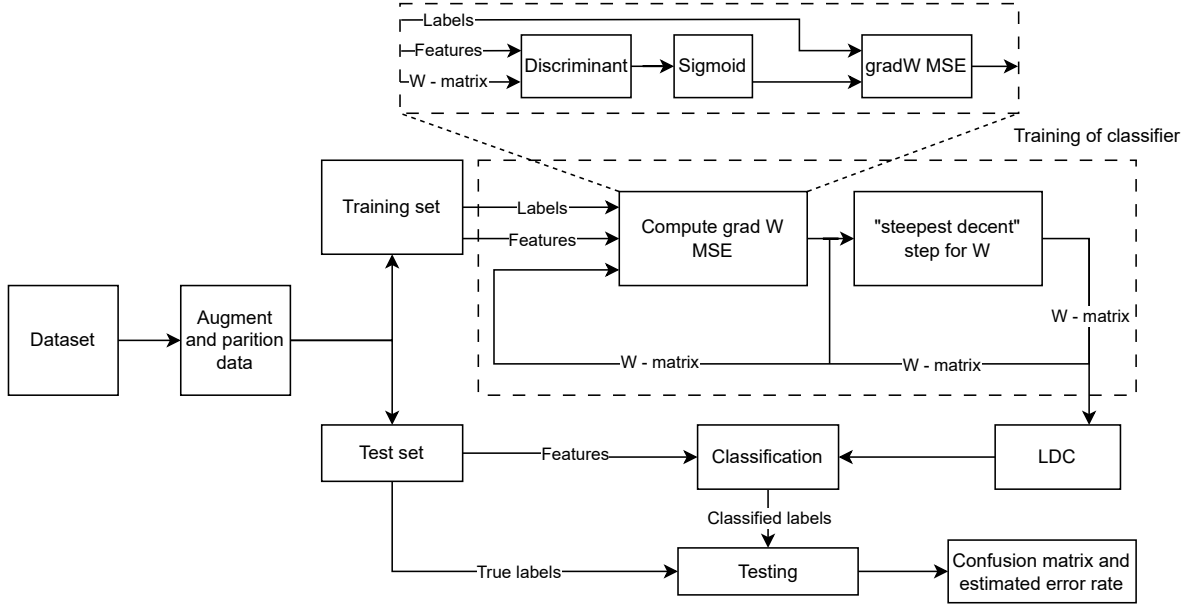 Labels
Features
W - matrix
Discriminant
Sigmoid
gradW MSE
Training of classifier
Training set
Labels
Features
Compute grad W
MSE
"steepest decent"
step for W
Dataset
Augment
and parition
data
W - matrix
W - matrix
W - matrix
Test set
Features
Classification
LDC
Classified labels
True labels
Testing
Confusion matrix and
estimated error rate